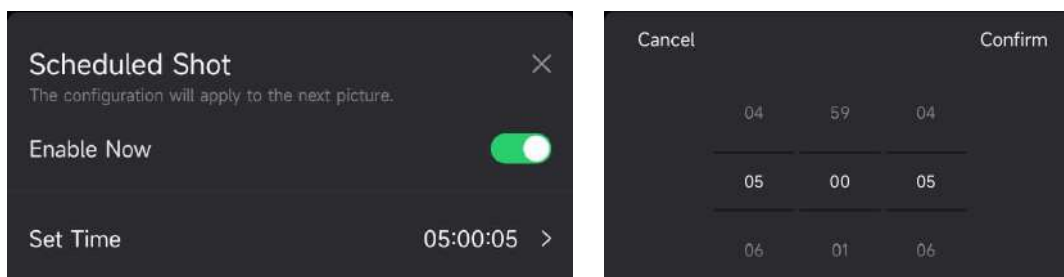 Scheduled Shot
The configuration will apply to the next picture.
Enable Now
Set Time 05:00:05 >
Cancel Confirm
04 59 04
05 00 05
06 01 06